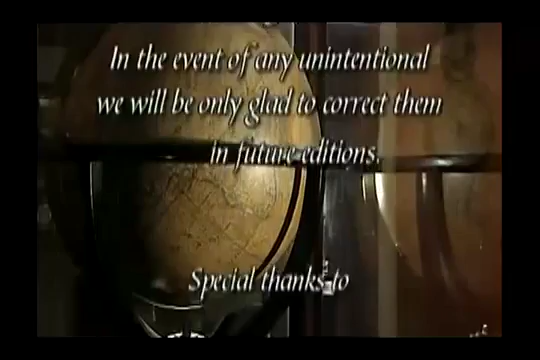 In the event of any unintentional
we will be only glad to correct them
in future editions.
Special thanks to